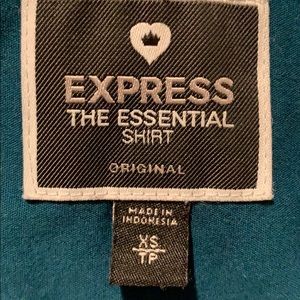 EXPRESS
THE ESSENTIAL
SHIRT
ORIGINAL
MADE IN
INDONESIA
XS
TP